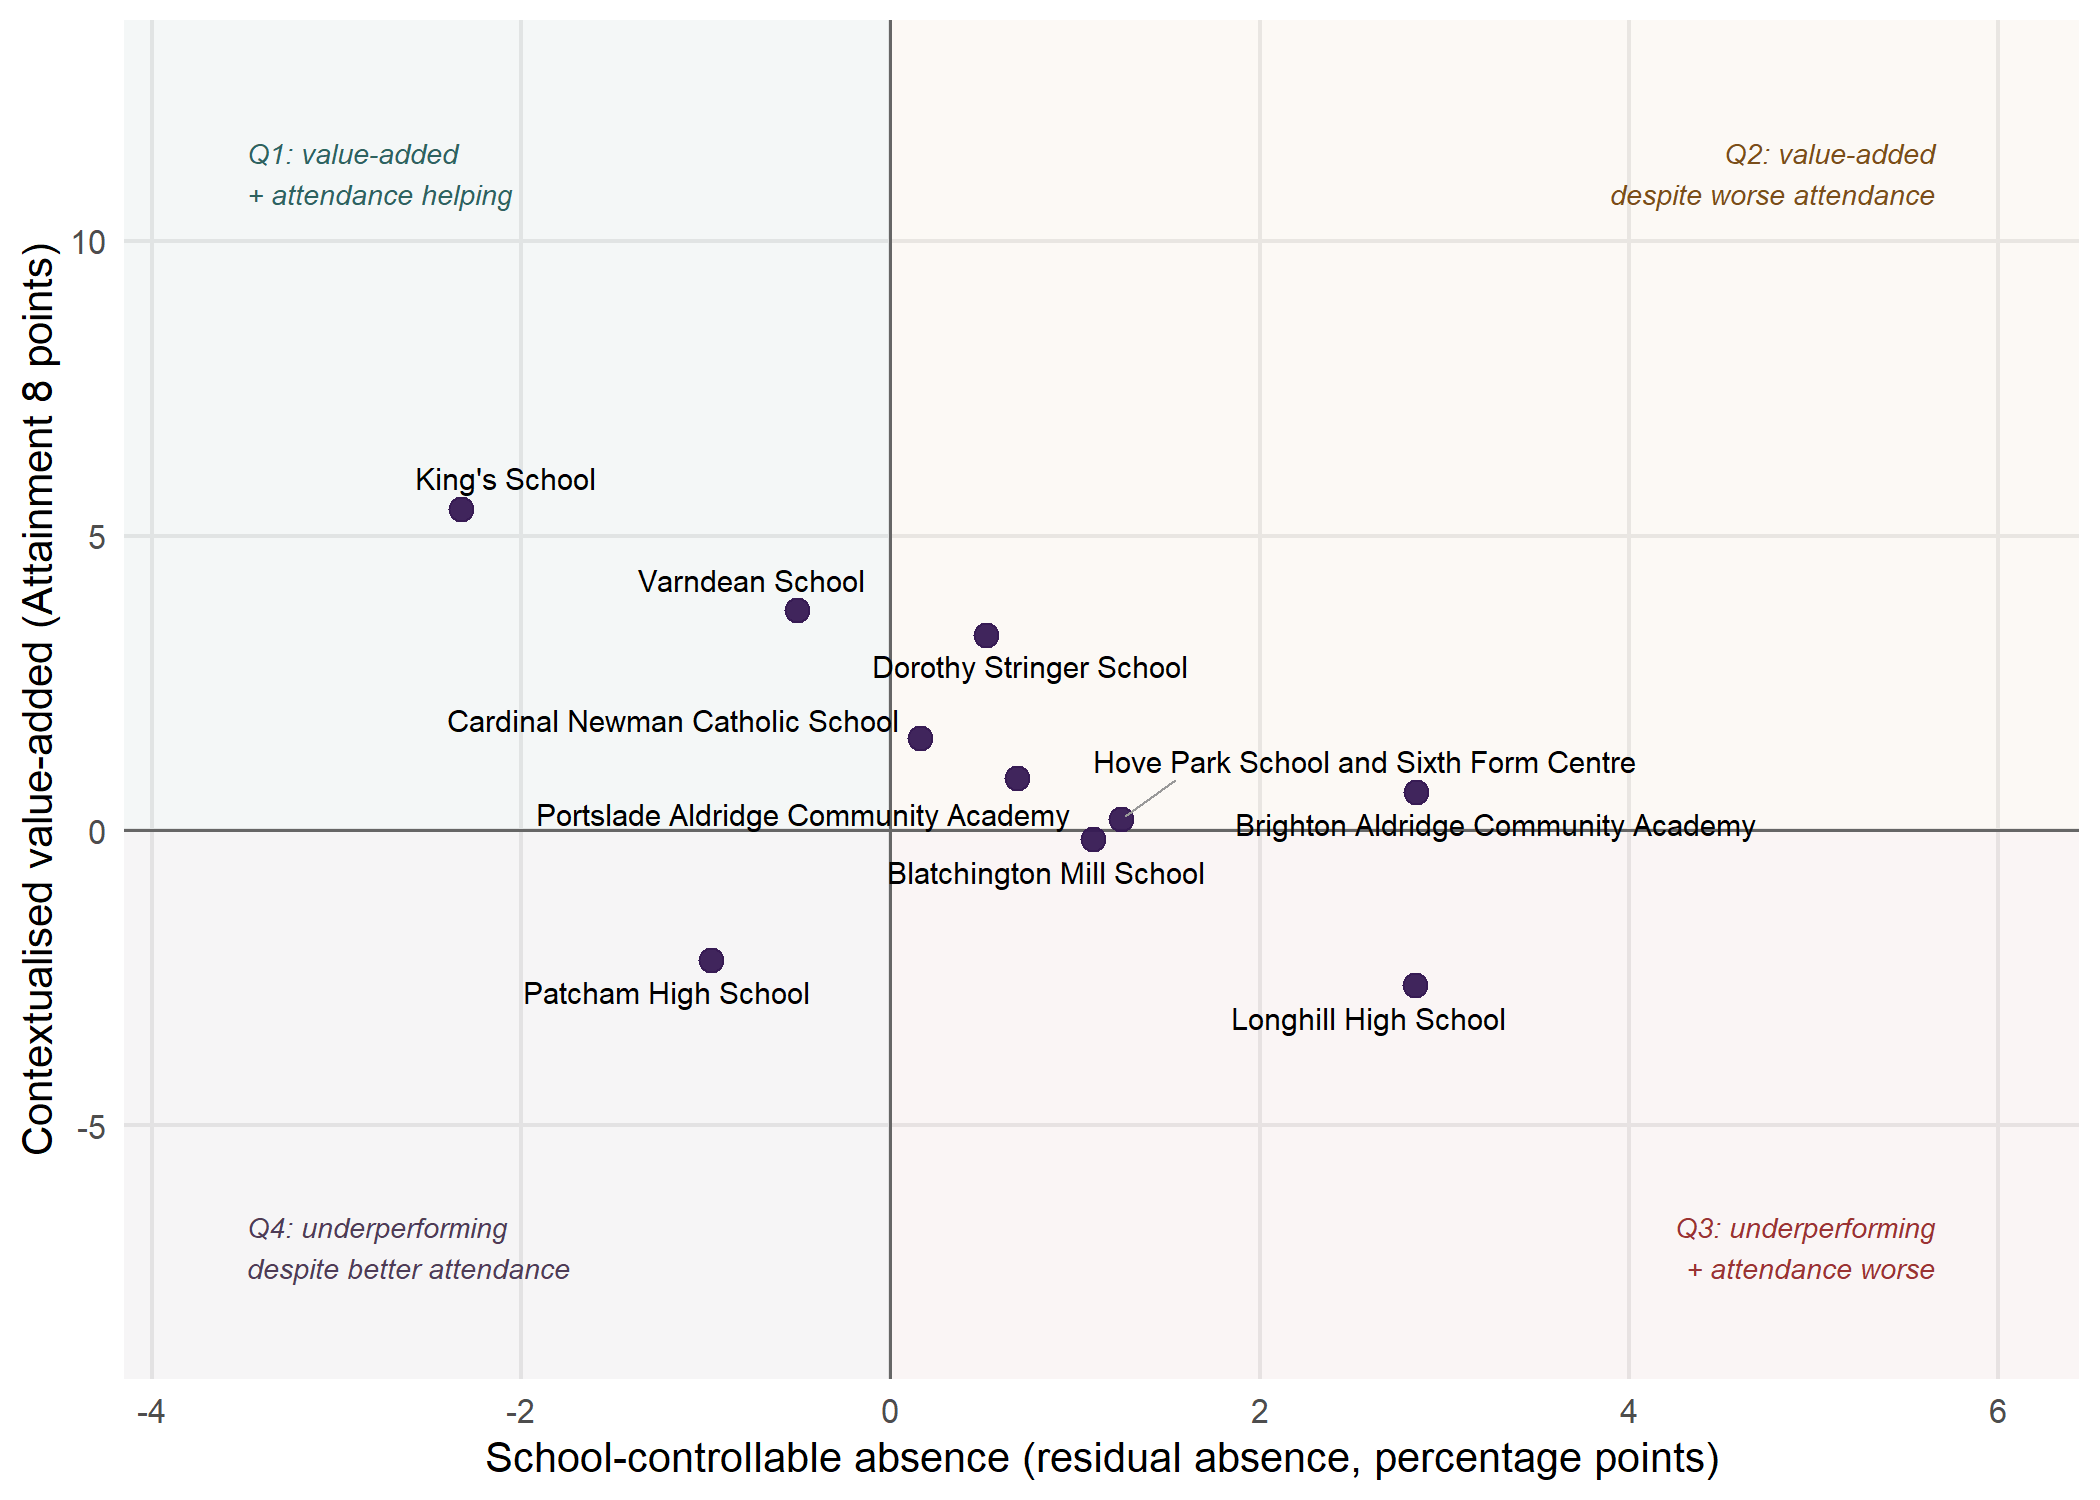 Q1: value-added
+ attendance helping
Q2: value-added
despite worse attendance
King's School
Varndean School
Dorothy Stringer School
Cardinal Newman Catholic School
Hove Park School and Sixth Form Centre
Portslade Aldridge Community Academy
Brighton Aldridge Community Academy
Blatchington Mill School
Patcham High School
Longhill High School
Q4: underperforming
despite better attendance
Q3: underperforming
+ attendance worse
10
5
0
-5
Contextualised value-added (Attainment 8 points)
-4
-2
0
2
4
6
School-controllable absence (residual absence, percentage points)